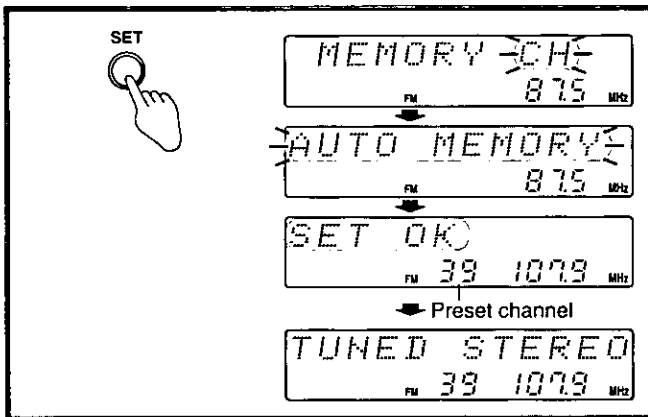 SET
MEMORY CH
FM 87.5 MHz
AUTO MEMORY
FM 87.5 MHz
SET OK
FM 39 107.9 MHz
Preset channel
TUNED STEREO
FM 39 107.9 MHz